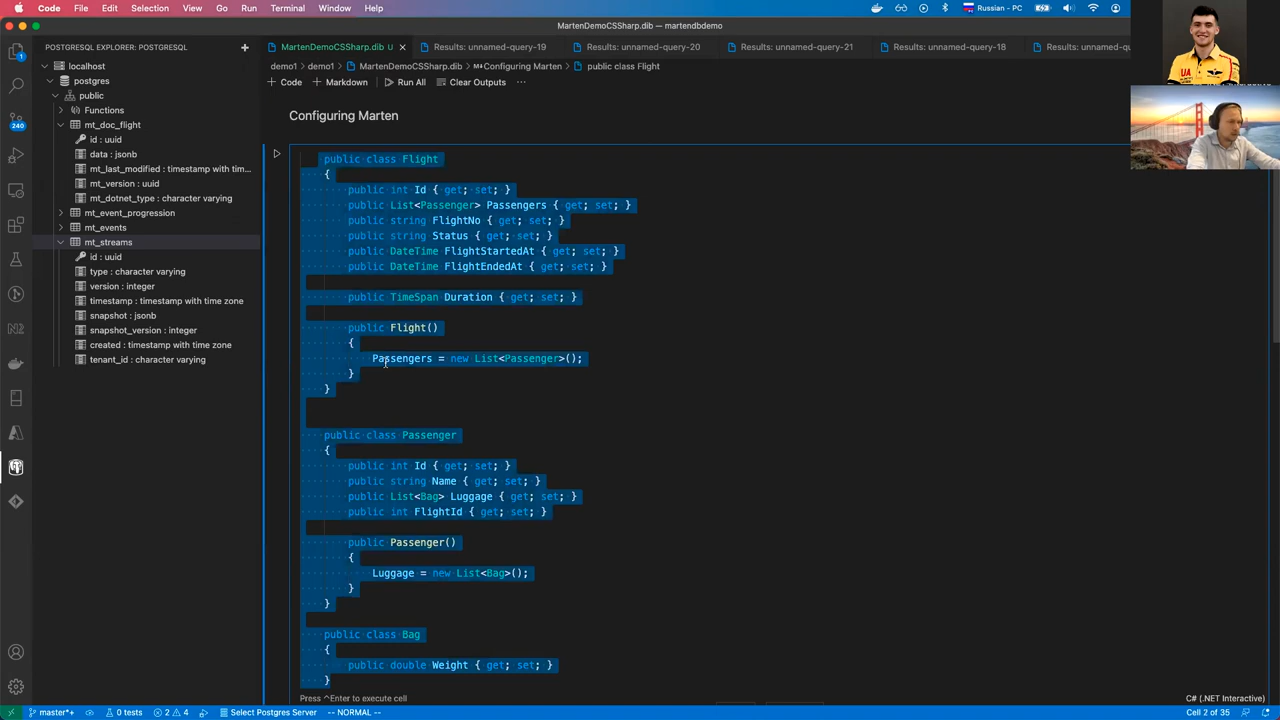 File Edit Selection View Go Run Terminal Window Help
Russian - PC
MartenDemoCSSharp.dib — martendbdemo
POSTGRESQL EXPLORER: POSTGRESQL
localhost
postgres
public
Functions
mt_doc_flight
id : uuid
data : jsonb
mt_last_modified : timestamp with tim...
mt_version : uuid
mt_dotnet_type : character varying
mt_event_progression
mt_events
mt_streams
id : uuid
type : character varying
version : integer
timestamp : timestamp with time zone
snapshot : jsonb
snapshot_version : integer
created : timestamp with time zone
tenant_id : character varying
240
MartenDemoCSSharp.dib U
Results: unnamed-query-19
Results: unnamed-query-20
Results: unnamed-query-21
Results: unnamed-query-18
Results: unnamed-qu
demo1 > demo1 > MartenDemoCSSharp.dib > Configuring Marten > public class Flight
+ Code + Markdown Run All Clear Outputs ...
Configuring Marten
public class Flight
{
public int Id { get; set; }
public List<Passenger> Passengers { get; set; }
public string FlightNo { get; set; }
public string Status { get; set; }
public DateTime FlightStartedAt { get; set; }
public DateTime FlightEndedAt { get; set; }
public TimeSpan Duration { get; set; }
public Flight()
{
Passengers = new List<Passenger>();
}
}
public class Passenger
{
public int Id { get; set; }
public string Name { get; set; }
public List<Bag> Luggage { get; set; }
public int FlightId { get; set; }
public Passenger()
{
Luggage = new List<Bag>();
}
}
public class Bag
{
public double Weight { get; set; }
}
Press ^Enter to execute cell
C# (.NET Interactive)
UA
master* 0 tests 2 4 Select Postgres Server -- NORMAL --
Cell 2 of 35